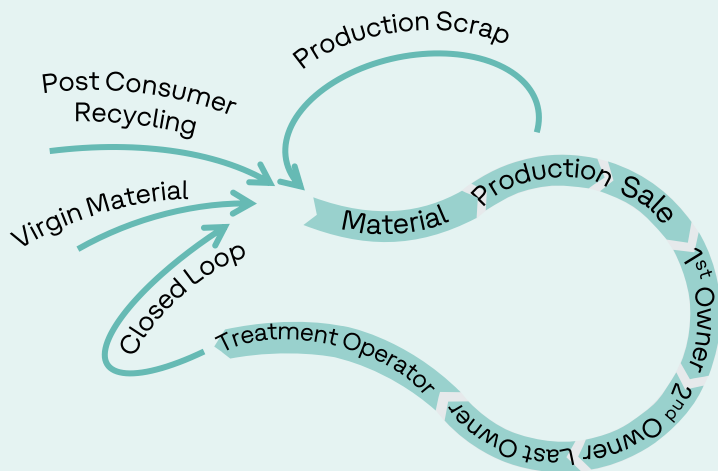 Production Scrap
Post Consumer
Recycling
Virgin Material
Closed Loop
Material
Production
Sale
1st Owner
2nd Owner
Last Owner
Treatment Operator